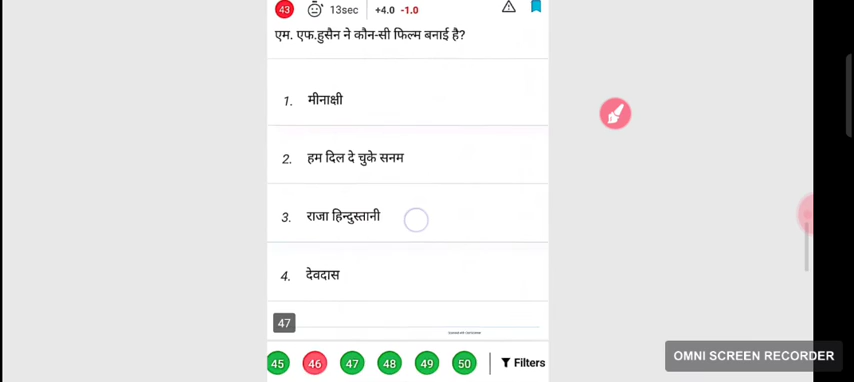 43 13sec +4.0 -1.0
एम. एफ.हुसैन ने कौन-सी फिल्म बनाई है?
1. मीनाक्षी
2. हम दिल दे चुके सनम
3. राजा हिन्दुस्तानी
4. देवदास
47
45 46 47 48 49 50 Filters
OMNI SCREEN RECORDER